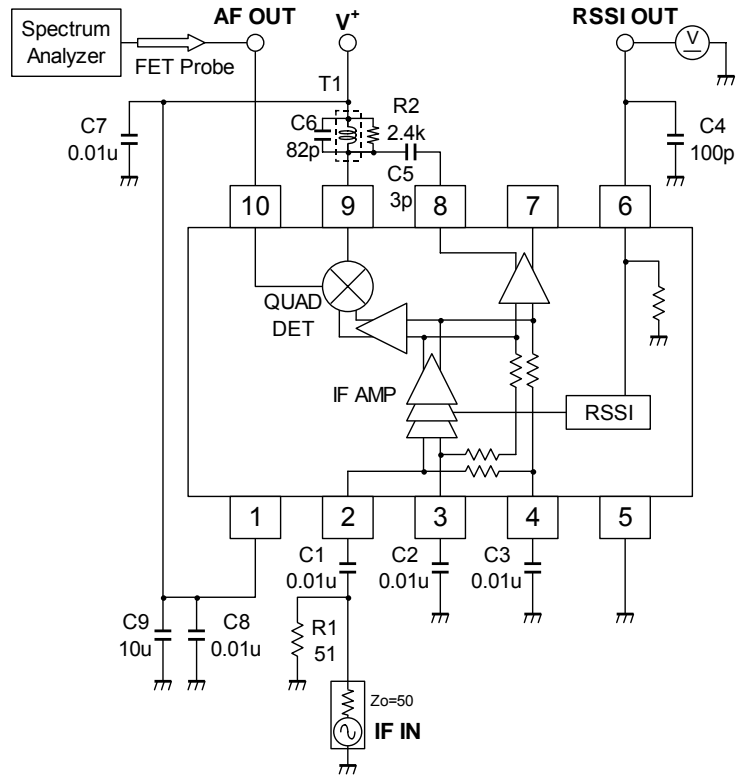 Spectrum
Analyzer
FET Probe
AF OUT
V+
RSSI OUT
V
T1
C7
0.01u
C6
82p
R2
2.4k
C5
3p
C4
100p
10
9
8
7
6
QUAD
DET
IF AMP
RSSI
1
2
3
4
5
C1
0.01u
C2
0.01u
C3
0.01u
C9
10u
C8
0.01u
R1
51
Zo=50
IF IN